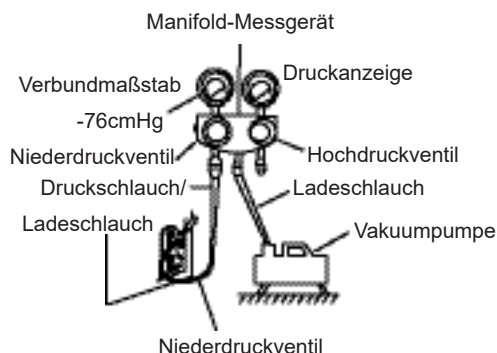 Manifold-Messgerät
Verbundmaßstab
Druckanzeige
-76cmHg
Niederdruckventil
Hochdruckventil
Druckschlauch/
Ladeschlauch
Ladeschlauch
Vakuumpumpe
Niederdruckventil